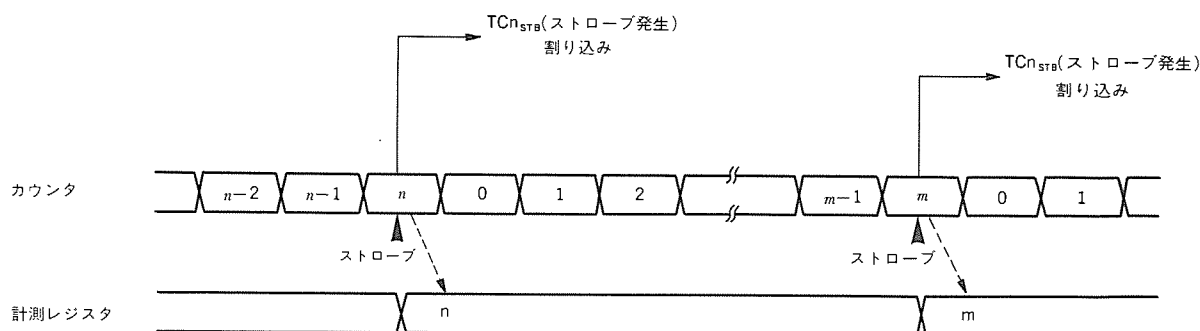 TCnSTB(ストローブ発生)
割り込み
TCnSTB(ストローブ発生)
割り込み
カウンタ
n−2 n−1 n 0 1 2 m−1 m 0 1
ストローブ ストローブ
計測レジスタ n m